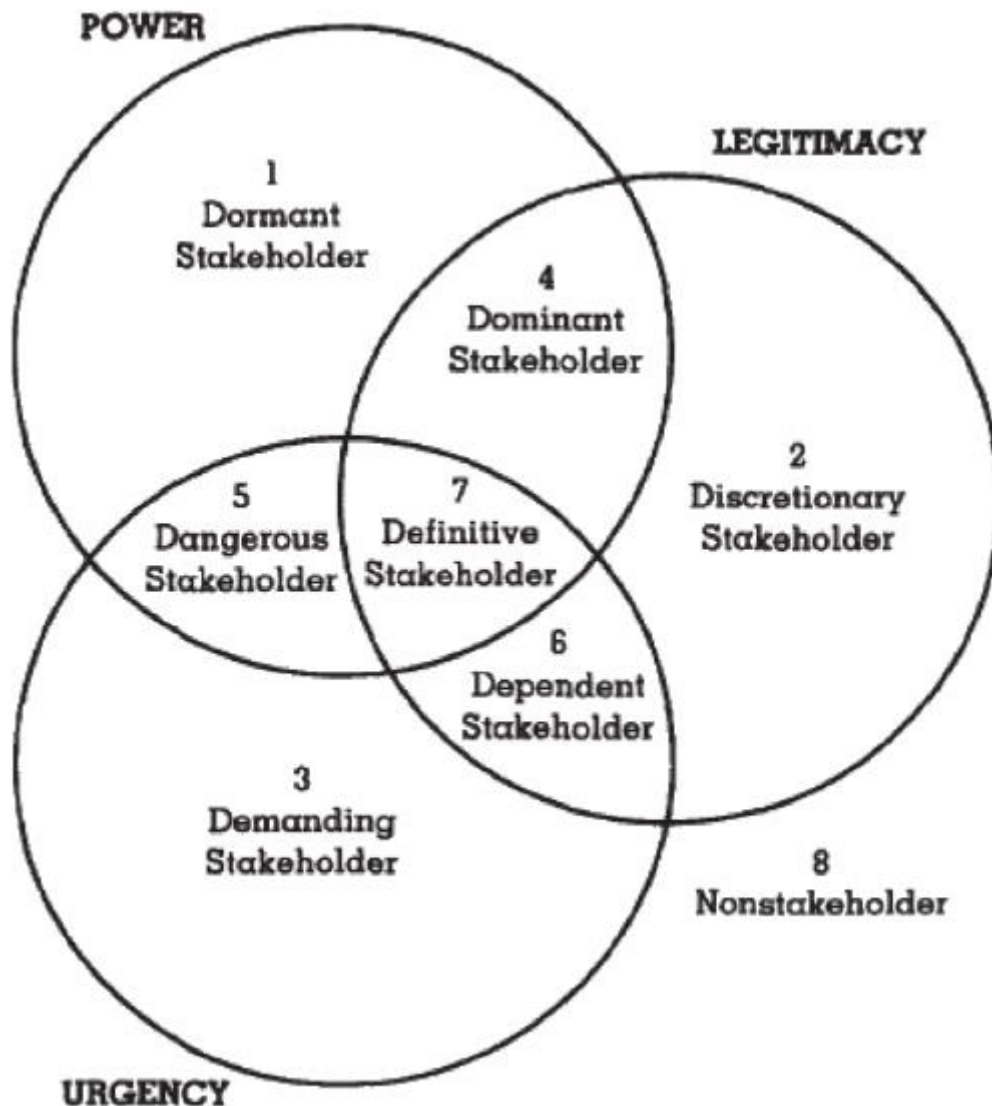 POWER
LEGITIMACY
1
Dormant
Stakeholder
4
Dominant
Stakeholder
2
Discretionary
Stakeholder
5
Dangerous
Stakeholder
7
Definitive
Stakeholder
6
Dependent
Stakeholder
3
Demanding
Stakeholder
8
Nonstakeholder
URGENCY